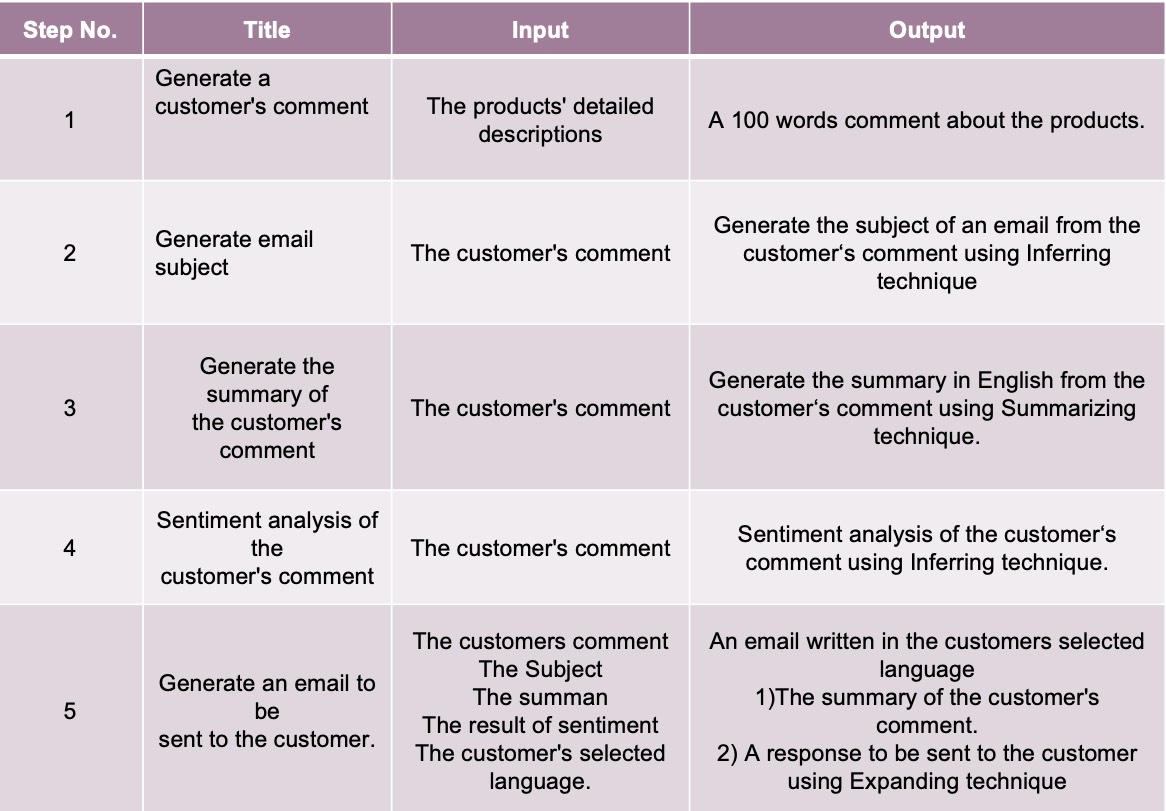 Step No. Title Input Output
1
Generate a
customer's comment
The products' detailed
descriptions
A 100 words comment about the products.
2
Generate email
subject
The customer's comment
Generate the subject of an email from the
customer‘s comment using Inferring
technique
3
Generate the
summary of
the customer's
comment
The customer's comment
Generate the summary in English from the
customer‘s comment using Summarizing
technique.
4
Sentiment analysis of
the
customer's comment
The customer's comment
Sentiment analysis of the customer‘s
comment using Inferring technique.
5
Generate an email to
be
sent to the customer.
The customers comment
The Subject
The summan
The result of sentiment
The customer's selected
language.
An email written in the customers selected
language
1)The summary of the customer's
comment.
2) A response to be sent to the customer
using Expanding technique